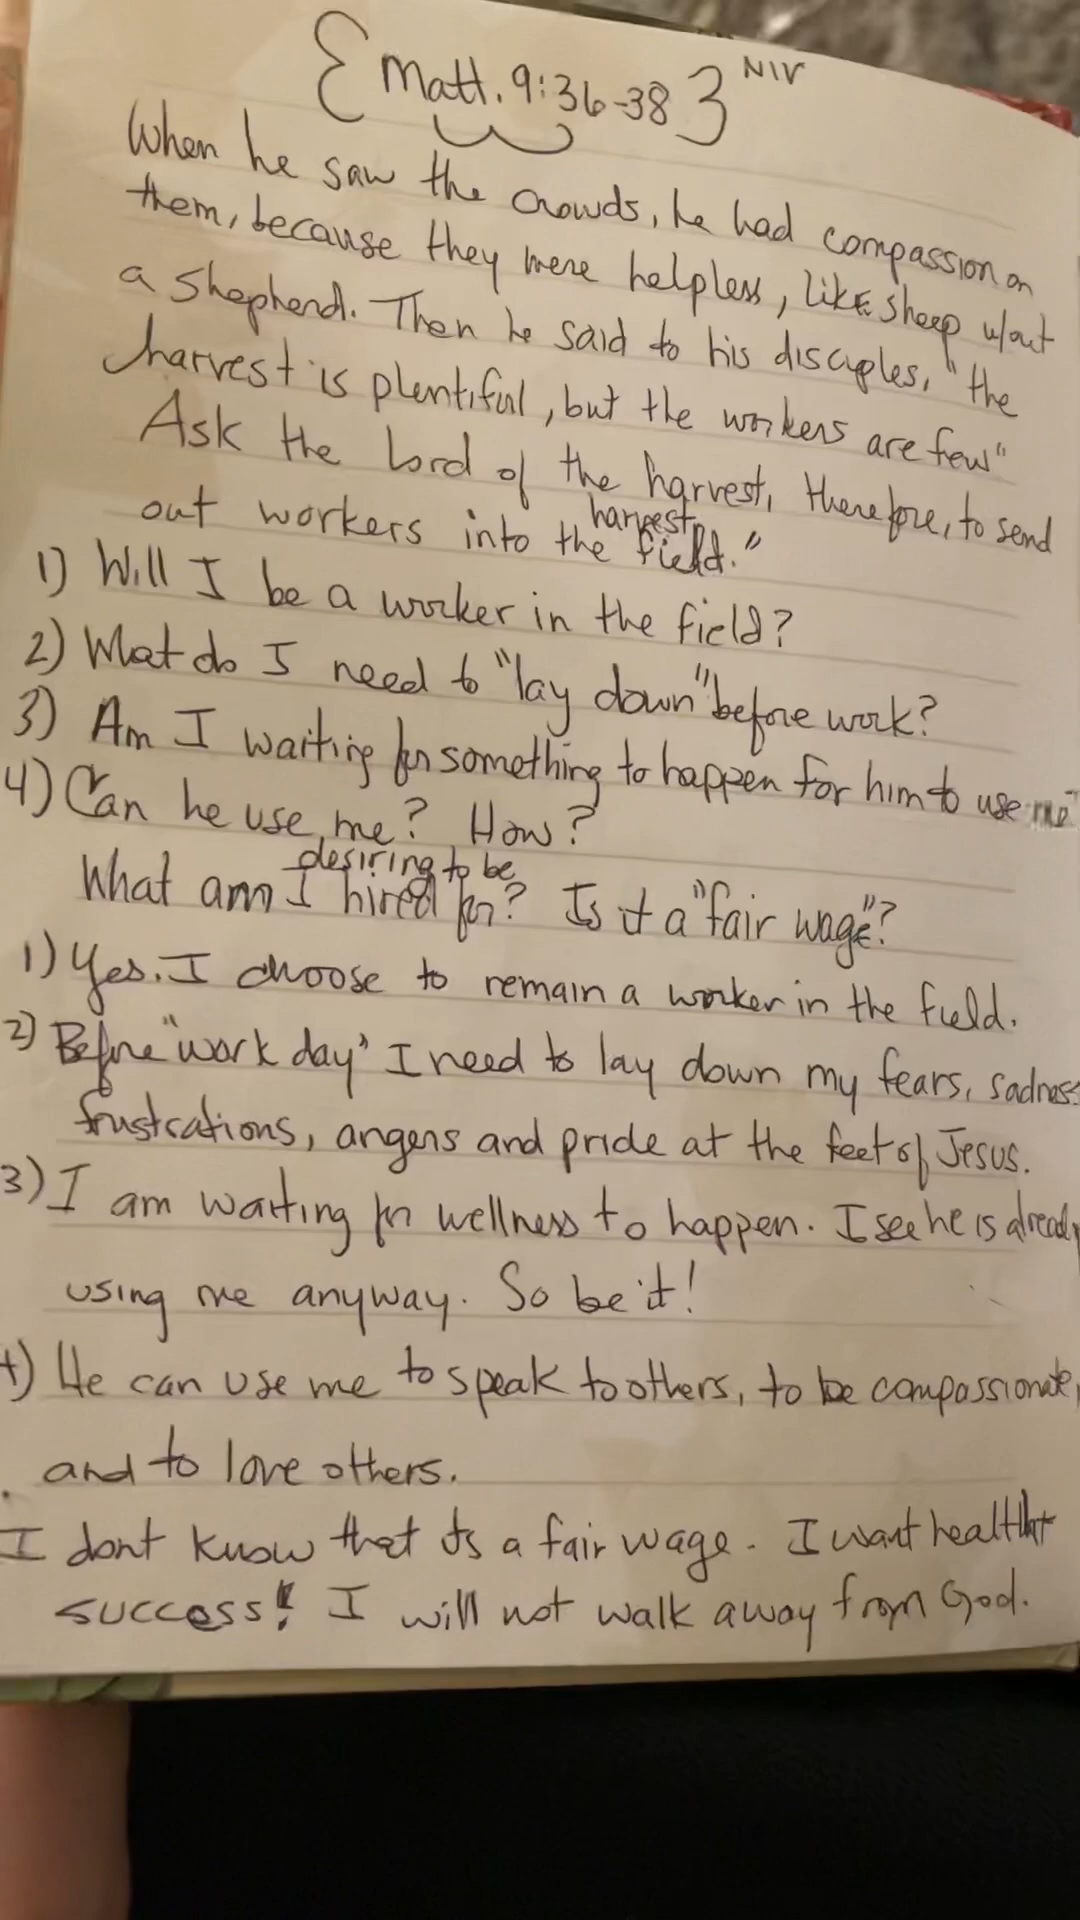 { Matt. 9:36-38 } NIV
When he saw the crowds, he had compassion on
them, because they were helpless, like sheep w/out
a shepherd. Then he said to his disciples, "the
harvest is plentiful, but the workers are few"
Ask the Lord of the harvest, therefore, to send
out workers into the harvest field."
1) Will I be a worker in the field?
2) What do I need to "lay down" before work?
3) Am I waiting for something to happen for him to use me
4) Can he use me? How?
What am I desiring to be hired for? Is it a "fair wage"?
1) Yes. I choose to remain a worker in the field.
2) Before "work day" I need to lay down my fears, sadness
frustrations, angers and pride at the feet of Jesus.
3) I am waiting for wellness to happen. I see he is already
using me anyway. So be it!
4) He can use me to speak to others, to be compassionate,
and to love others.
I dont know that its a fair wage. I want health
success! I will not walk away from God.